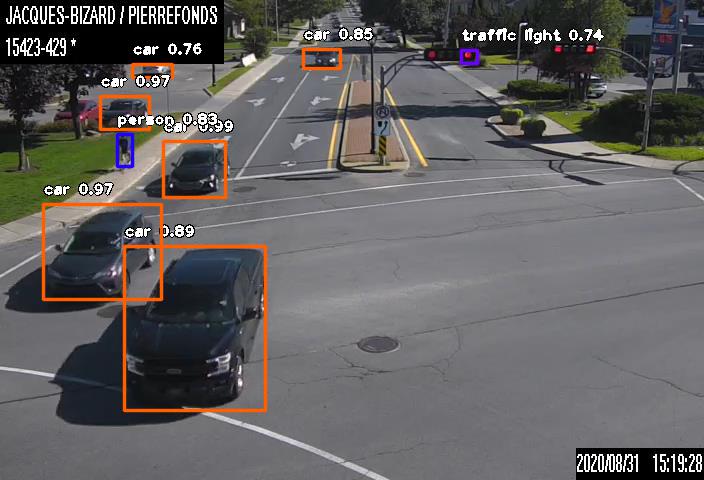 JACQUES-BIZARD / PIERREFONDS
15423-429 *
car 0.85
traffic light 0.74
car 0.76
car 0.97
person 0.83
car 0.99
car 0.97
car 0.89
2020/08/31 15:19:28